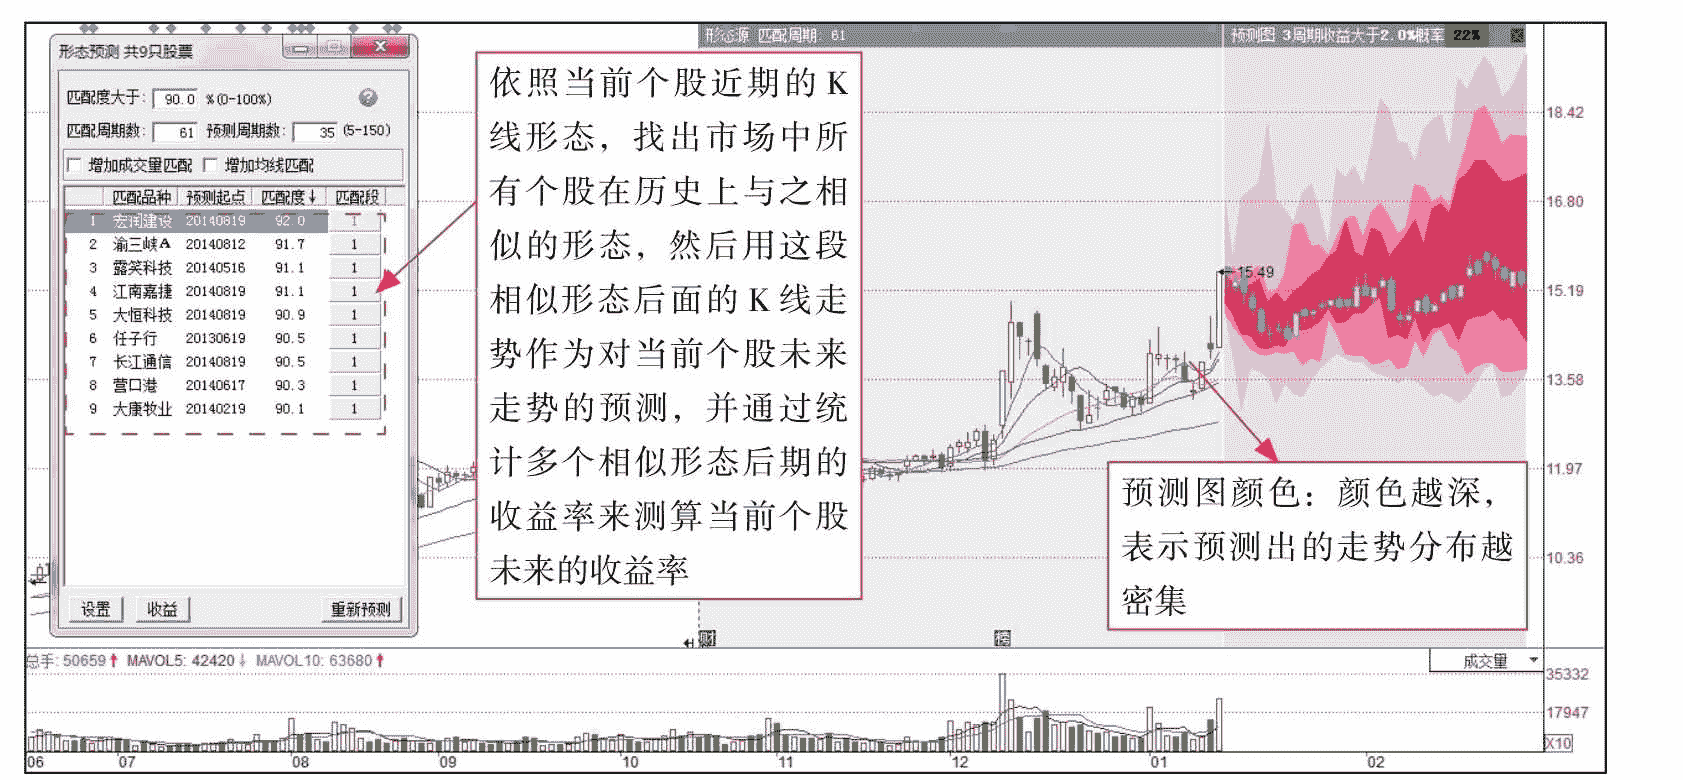 形态预测 共9只股票
匹配度大于: 90.0 %(0-100%)
匹配周期数: 61 预测周期数: 35 (5-150)
增加成交量匹配 增加均线匹配
匹配品种 预测起点 匹配度↓ 匹配段
1 宏润建设 20140819 92.0 1
2 渝三峡A 20140812 91.7 1
3 露笑科技 20140516 91.1 1
4 江南嘉捷 20140819 91.1 1
5 大恒科技 20140819 90.9 1
6 任子行 20130619 90.5 1
7 长江通信 20140819 90.5 1
8 营口港 20140617 90.3 1
9 大康牧业 20140219 90.1 1
设置 收益 重新预测
依照当前个股近期的K
线形态，找出市场中所
有个股在历史上与之相
似的形态，然后用这段
相似形态后面的K线走
势作为对当前个股未来
走势的预测，并通过统
计多个相似形态后期的
收益率来测算当前个股
未来的收益率
形态源 匹配周期: 61
预测图 3周期收益大于2.0%概率 22%
15.49
18.42
16.80
15.19
13.58
11.97
10.36
预测图颜色：颜色越深，
表示预测出的走势分布越
密集
财 榜
总手: 50659↑ MAVOL5: 42420↓ MAVOL10: 63680↑
成交量
35332
17947
X10
06 07 08 09 10 11 12 01 02